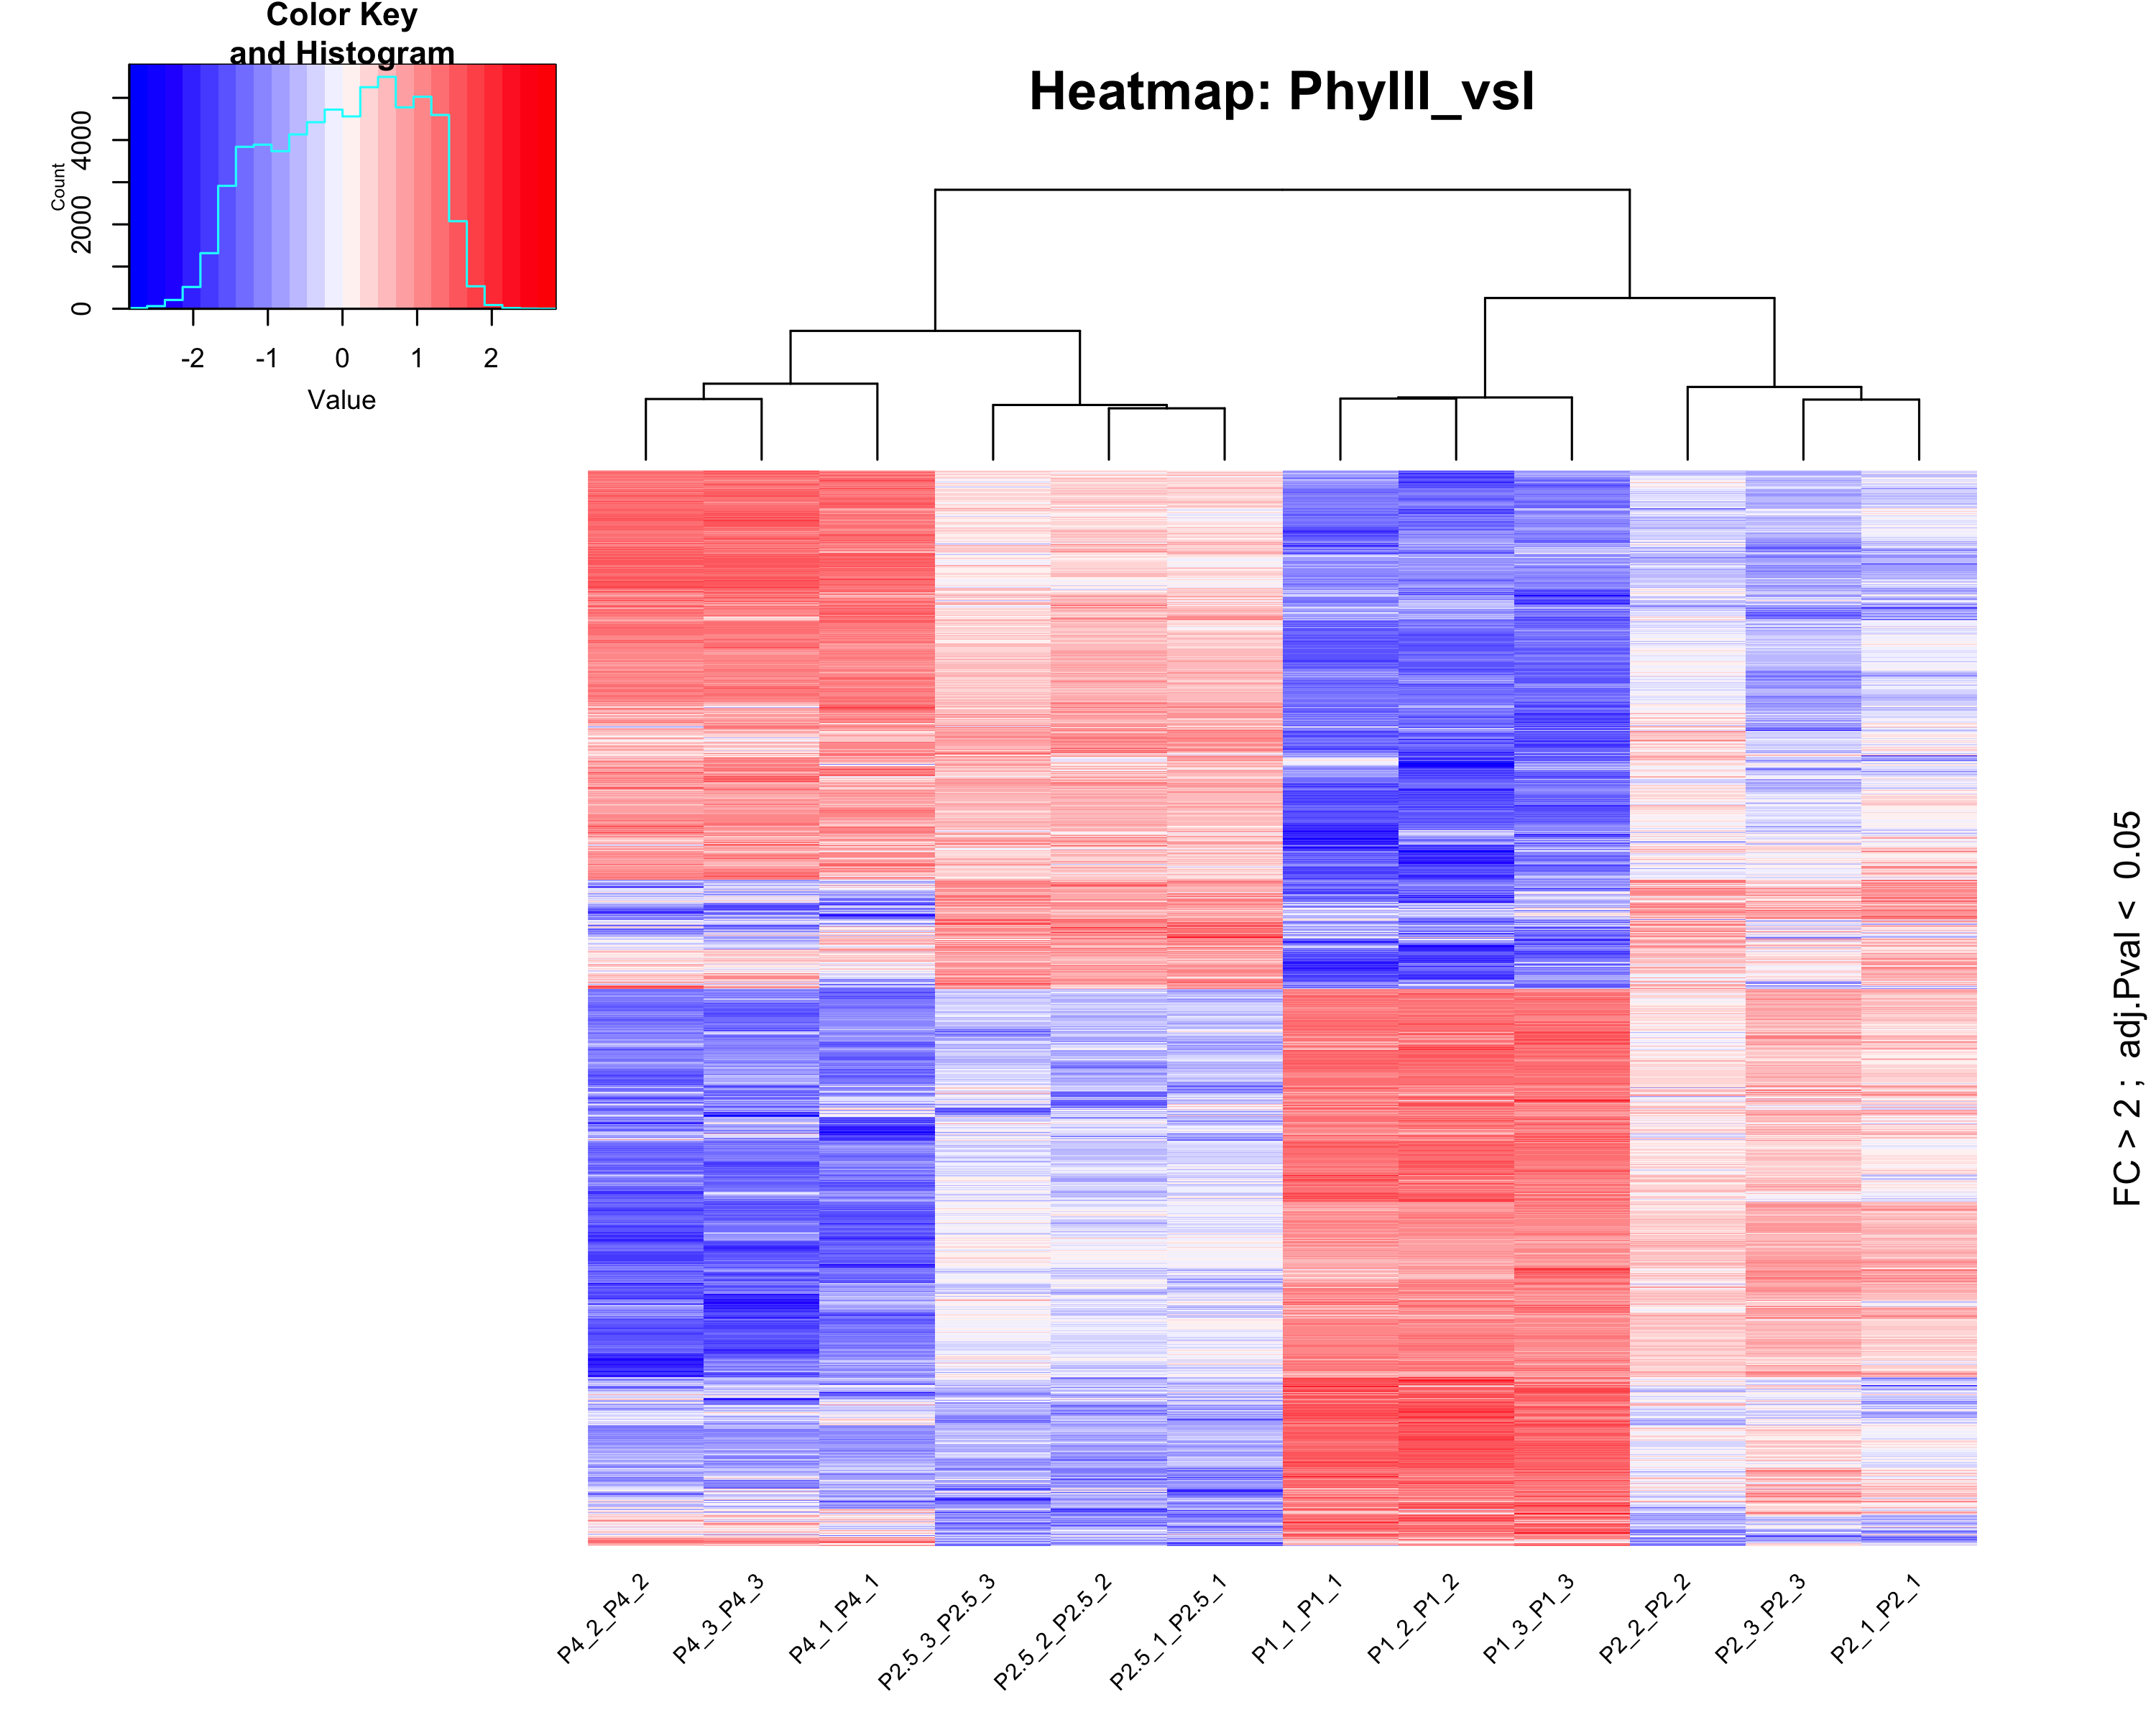 Color Key
and Histogram
Count
0
2000
4000
-2
-1
0
1
2
Value
Heatmap: PhyIII_vsI
FC > 2 ; adj.Pval < 0.05
P4_2_P4_2
P4_3_P4_3
P4_1_P4_1
P2.5_3_P2.5_3
P2.5_2_P2.5_2
P2.5_1_P2.5_1
P1_1_P1_1
P1_2_P1_2
P1_3_P1_3
P2_2_P2_2
P2_3_P2_3
P2_1_P2_1